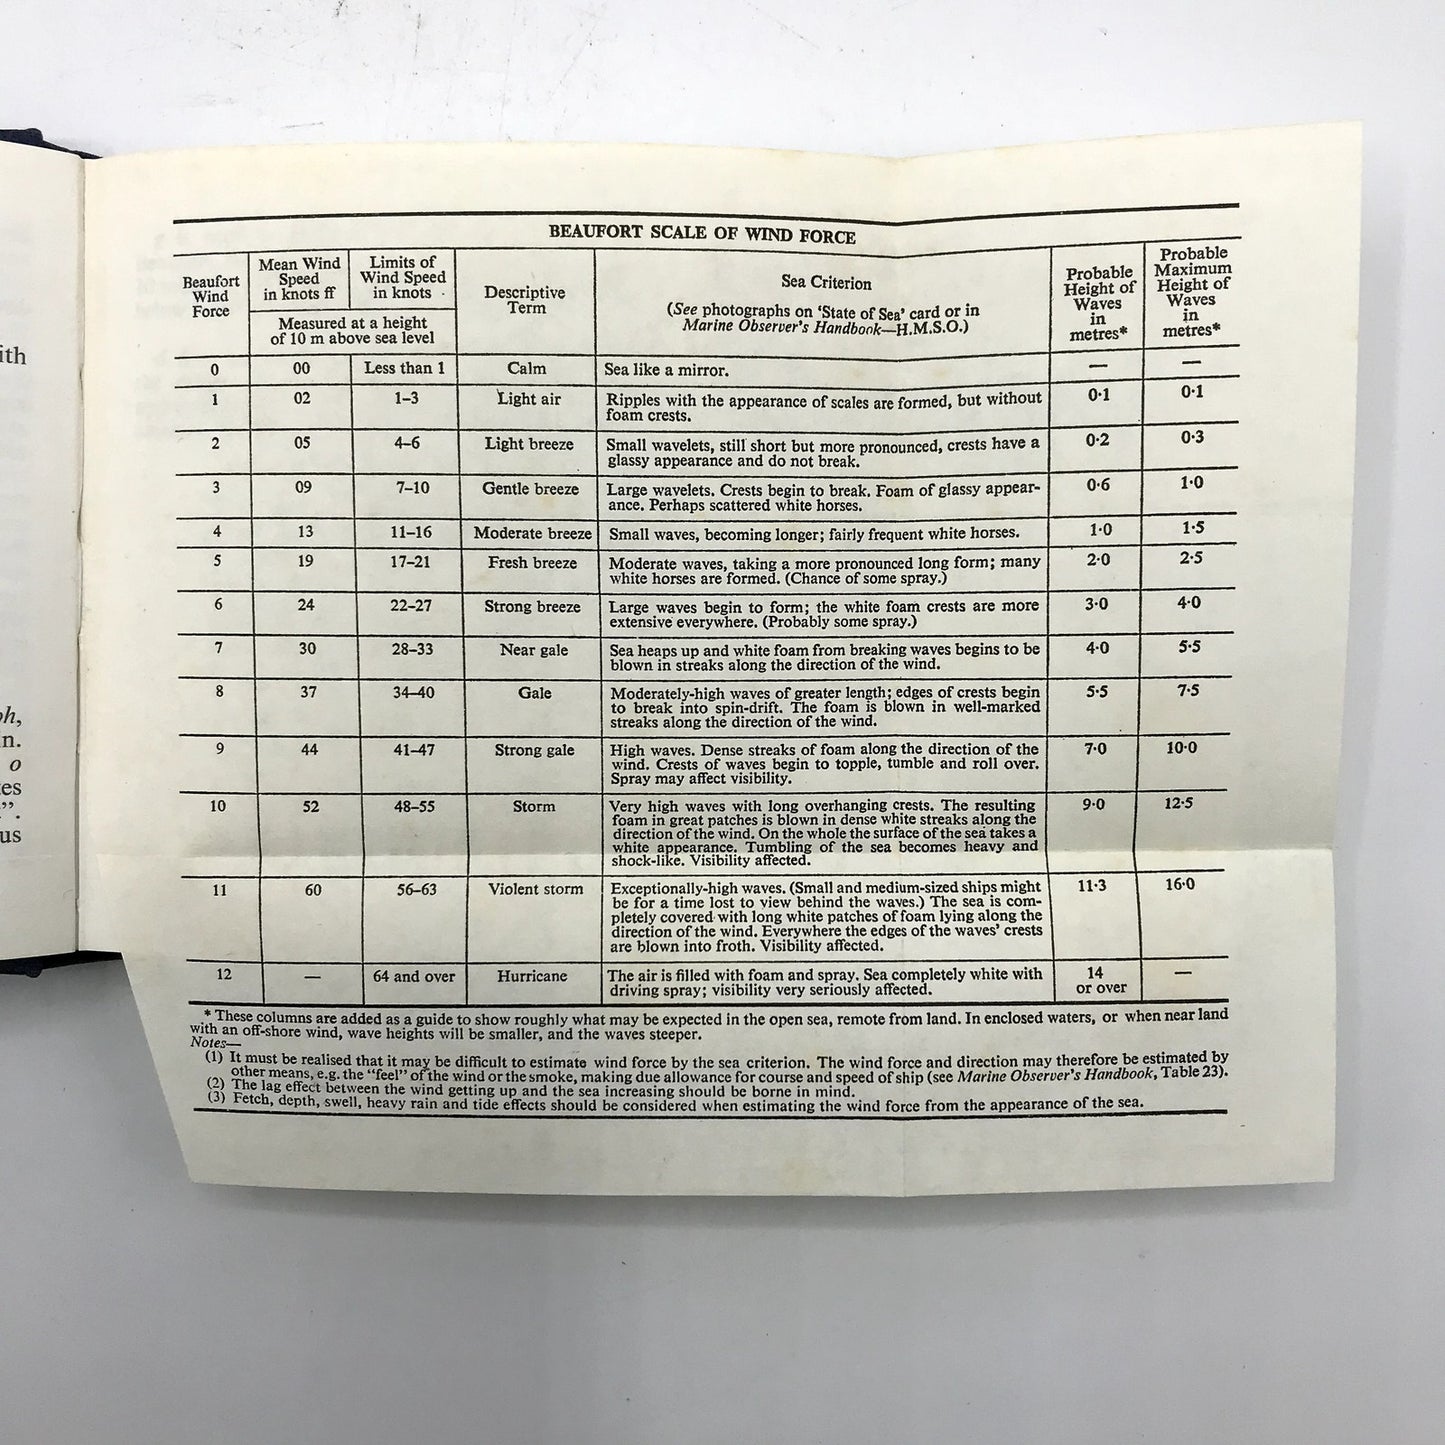 ith
oh,
n.
o
tes
”.
us
BEAUFORT SCALE OF WIND FORCE
Beaufort
Wind
Force
Mean Wind
Speed
in knots ff
Limits of
Wind Speed
in knots
Measured at a height
of 10 m above sea level
Descriptive
Term
Sea Criterion
(See photographs on ‘State of Sea’ card or in
Marine Observer's Handbook—H.M.S.O.)
Probable
Height of
Waves
in
metres*
Probable
Maximum
Height of
Waves
in
metres*
0 00 Less than 1 Calm Sea like a mirror. — —
1 02 1–3 Light air Ripples with the appearance of scales are formed, but without 0·1 0·1
foam crests.
2 05 4–6 Light breeze Small wavelets, still short but more pronounced, crests have a 0·2 0·3
glassy appearance and do not break.
3 09 7–10 Gentle breeze Large wavelets. Crests begin to break. Foam of glassy appear- 0·6 1·0
ance. Perhaps scattered white horses.
4 13 11–16 Moderate breeze Small waves, becoming longer; fairly frequent white horses. 1·0 1·5
5 19 17–21 Fresh breeze Moderate waves, taking a more pronounced long form; many 2·0 2·5
white horses are formed. (Chance of some spray.)
6 24 22–27 Strong breeze Large waves begin to form; the white foam crests are more 3·0 4·0
extensive everywhere. (Probably some spray.)
7 30 28–33 Near gale Sea heaps up and white foam from breaking waves begins to be 4·0 5·5
blown in streaks along the direction of the wind.
8 37 34–40 Gale Moderately-high waves of greater length; edges of crests begin 5·5 7·5
to break into spin-drift. The foam is blown in well-marked
streaks along the direction of the wind.
9 44 41–47 Strong gale High waves. Dense streaks of foam along the direction of the 7·0 10·0
wind. Crests of waves begin to topple, tumble and roll over.
Spray may affect visibility.
10 52 48–55 Storm Very high waves with long overhanging crests. The resulting 9·0 12·5
foam in great patches is blown in dense white streaks along the
direction of the wind. On the whole the surface of the sea takes a
white appearance. Tumbling of the sea becomes heavy and
shock-like. Visibility affected.
11 60 56–63 Violent storm Exceptionally-high waves. (Small and medium-sized ships might 11·3 16·0
be for a time lost to view behind the waves.) The sea is com-
pletely covered with long white patches of foam lying along the
direction of the wind. Everywhere the edges of the waves' crests
are blown into froth. Visibility affected.
12 — 64 and over Hurricane The air is filled with foam and spray. Sea completely white with 14 —
driving spray; visibility very seriously affected. or over
* These columns are added as a guide to show roughly what may be expected in the open sea, remote from land. In enclosed waters, or when near land
with an off-shore wind, wave heights will be smaller, and the waves steeper.
Notes—
(1) It must be realised that it may be difficult to estimate wind force by the sea criterion. The wind force and direction may therefore be estimated by
other means, e.g. the “feel” of the wind or the smoke, making due allowance for course and speed of ship (see Marine Observer's Handbook, Table 23).
(2) The lag effect between the wind getting up and the sea increasing should be borne in mind.
(3) Fetch, depth, swell, heavy rain and tide effects should be considered when estimating the wind force from the appearance of the sea.